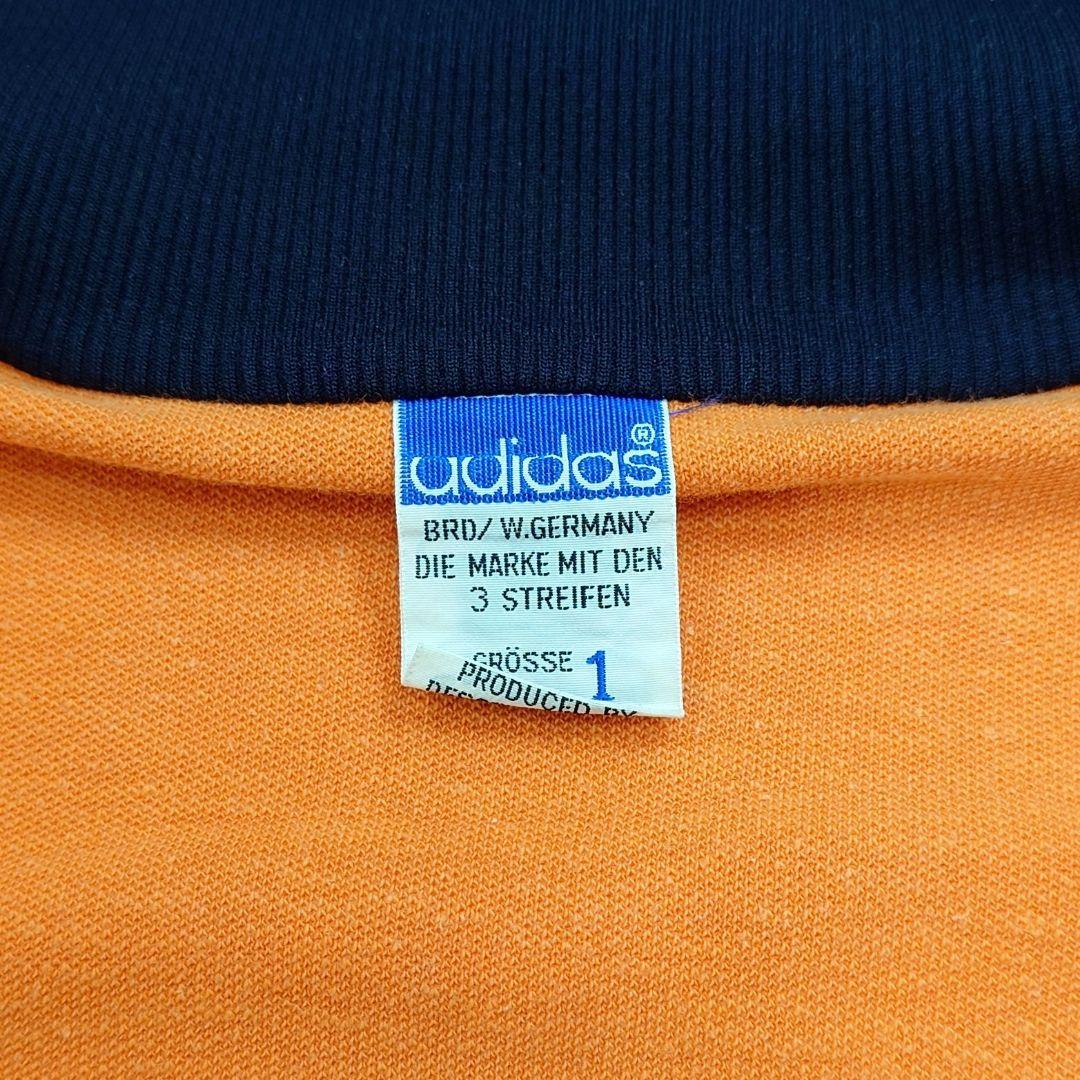 adidas®
BRD/ W.GERMANY
DIE MARKE MIT DEN
3 STREIFEN
GRÖSSE 1
PRODUCED BY